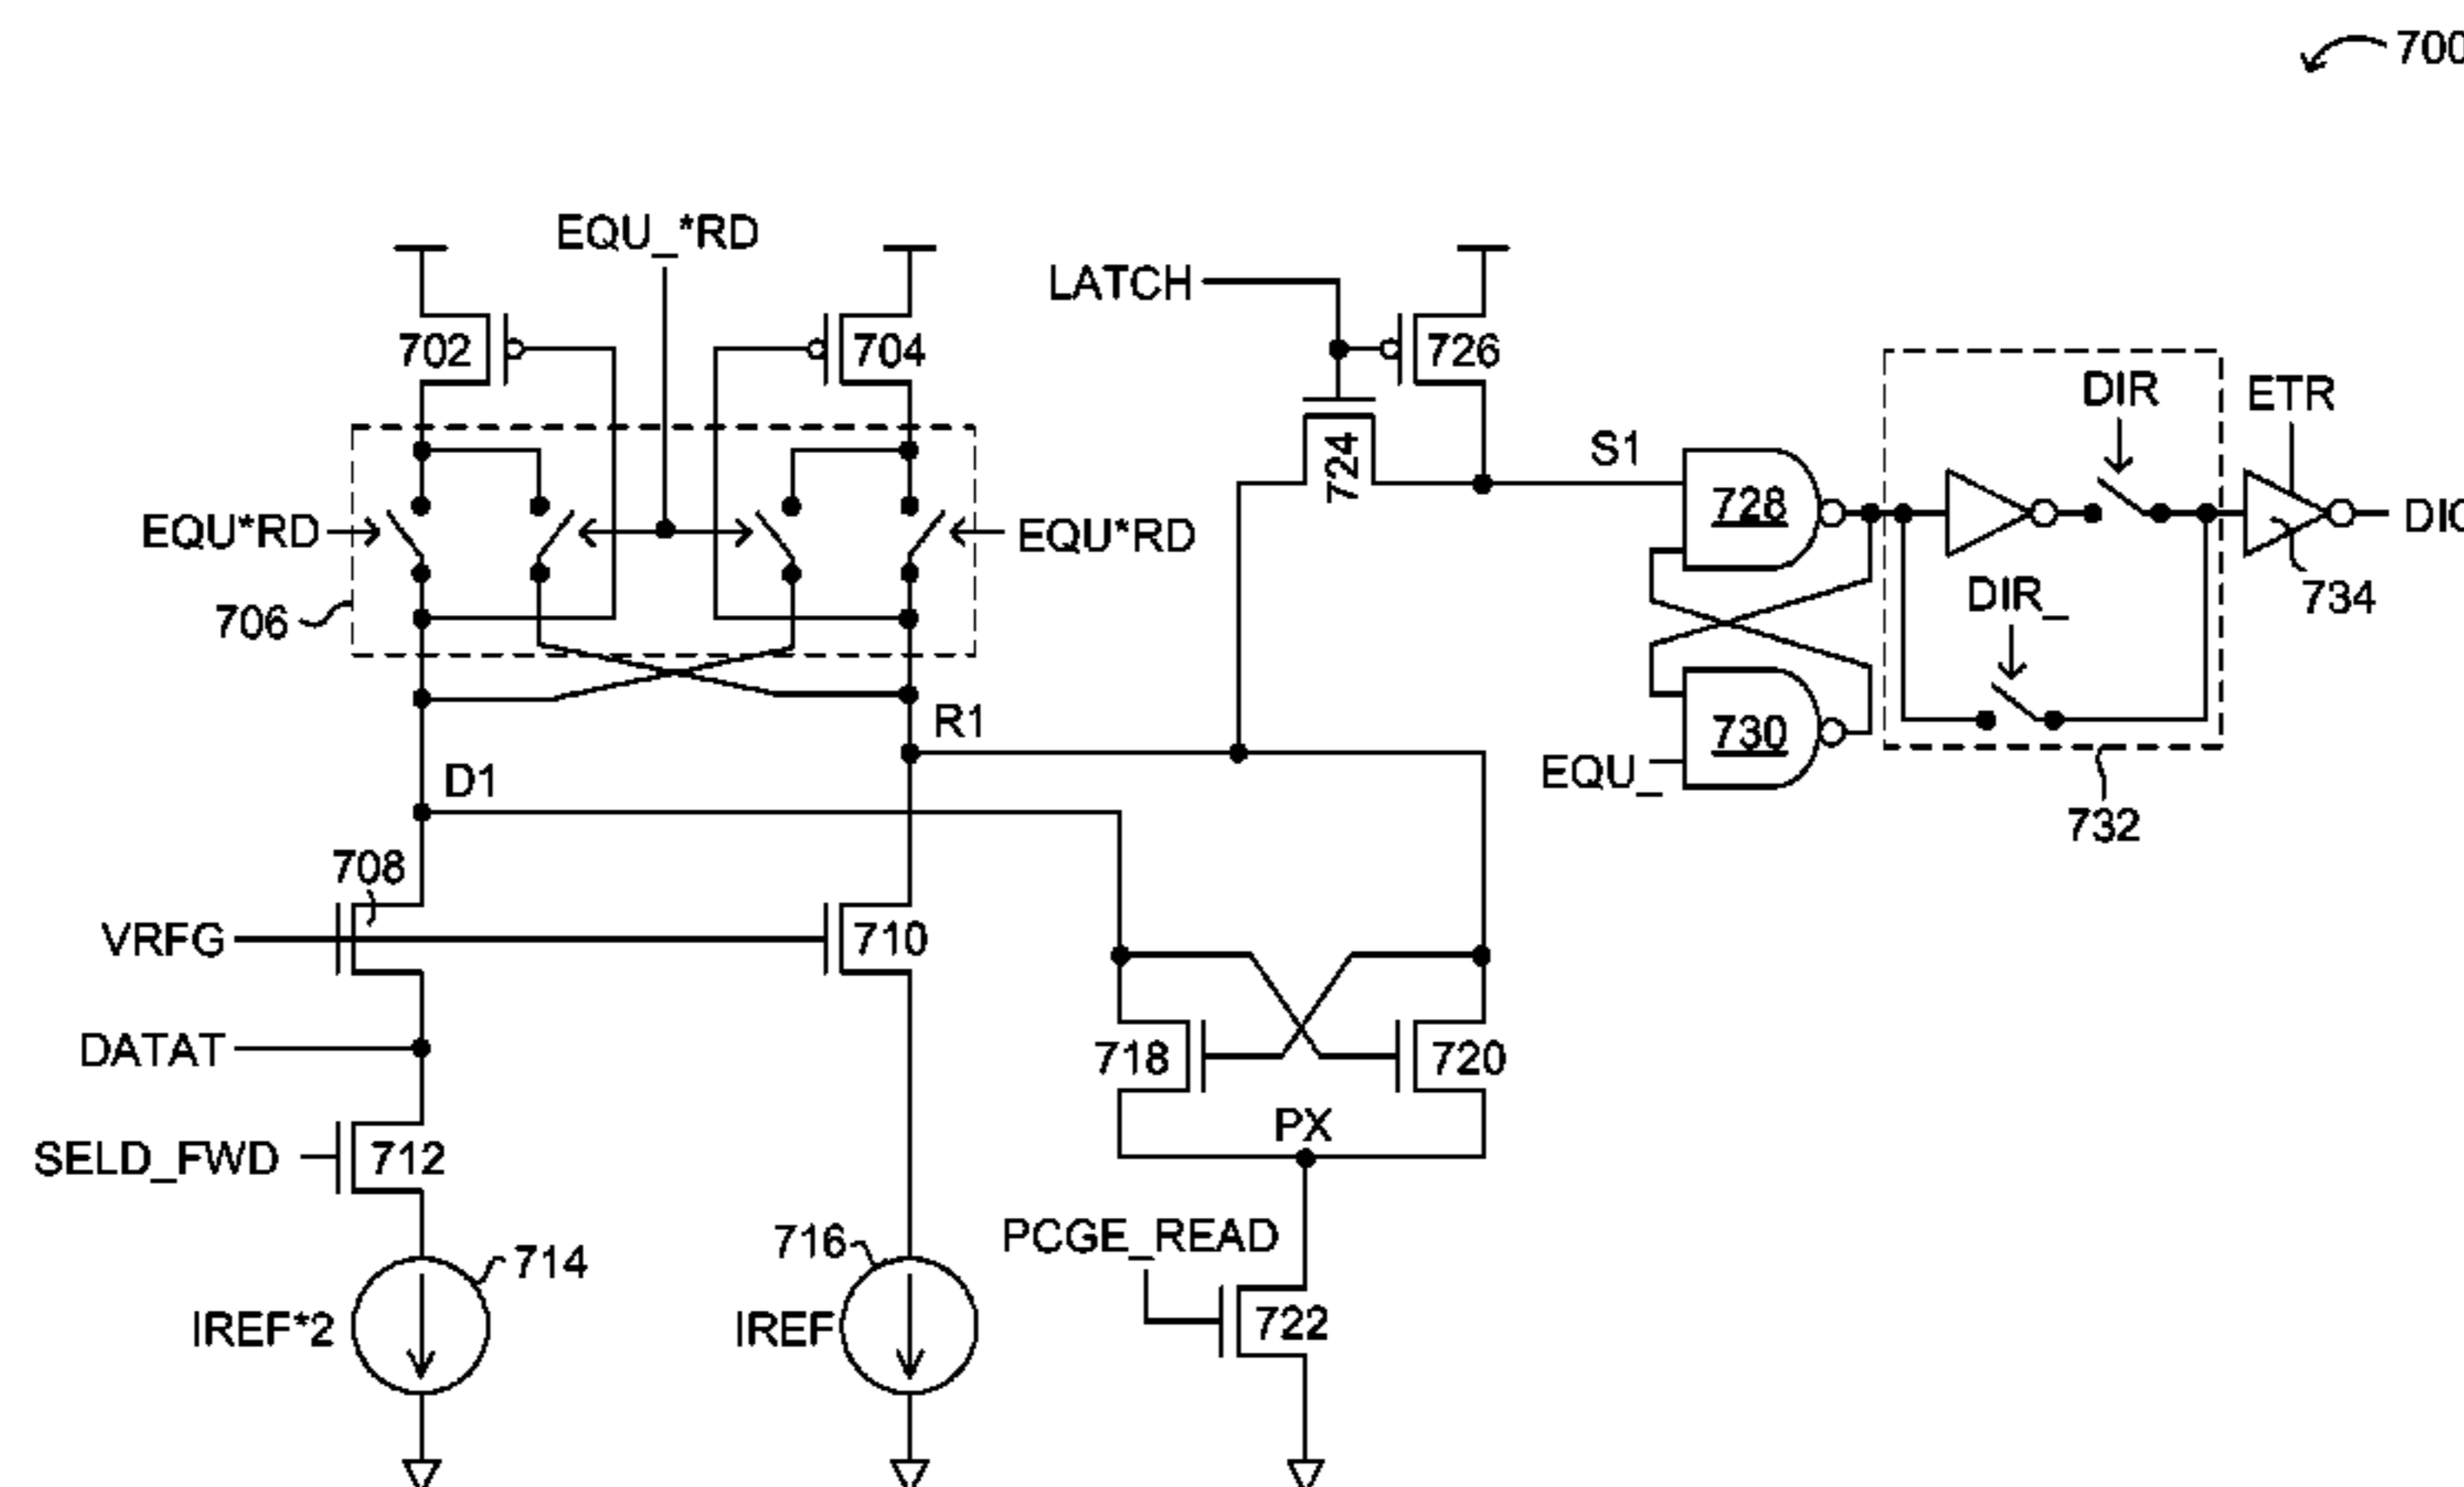 700
EQU_*RD
LATCH
702
704
726
DIR
ETR
724
S1
728
EQU*RD
EQU*RD
706
DIR_
734
R1
730
EQU_
D1
732
708
VRFG
710
DATAT
718
720
SELD_FWD
712
PX
PCGE_READ
716
714
IREF*2
IREF
722